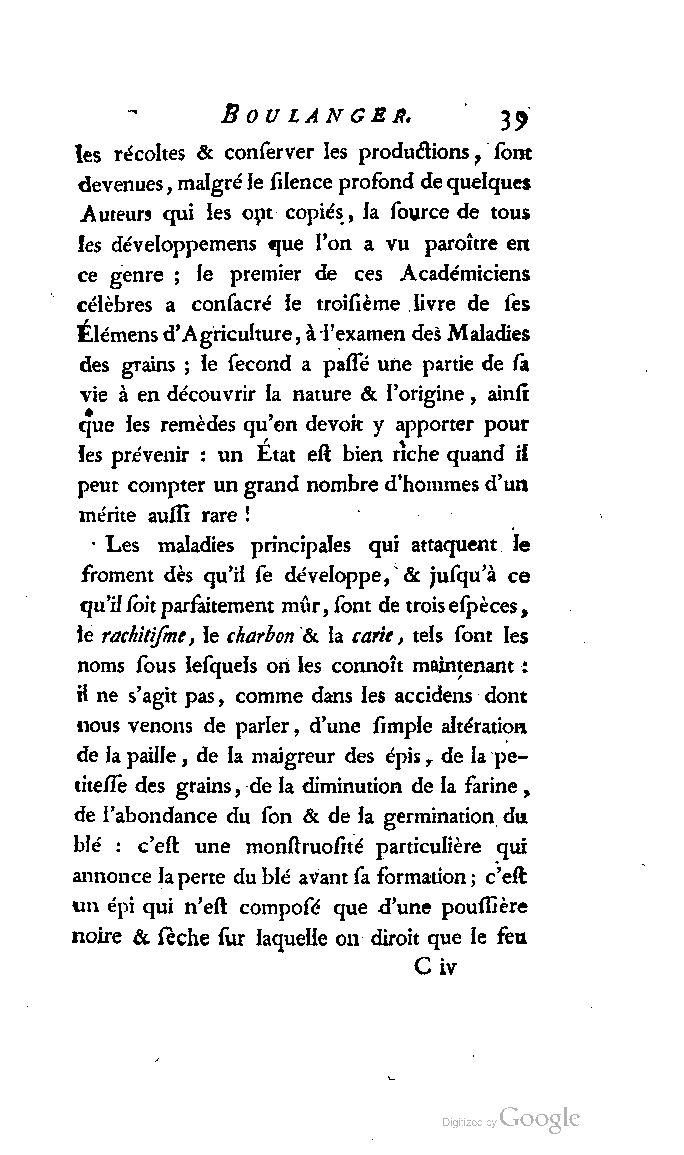 BOULANGER. 39
les récoltes & conſerver les productions, ſont
devenues, malgré le ſilence profond de quelques
Auteurs qui les ont copiés, la ſource de tous
les développemens que l'on a vu paroître en
ce genre ; le premier de ces Académiciens
célèbres a conſacré le troiſième livre de ſes
Élémens d'Agriculture, à l'examen des Maladies
des grains ; le ſecond a paſſé une partie de ſa
vie à en découvrir la nature & l'origine, ainſi
que les remèdes qu'on devoit y apporter pour
les prévenir : un État eſt bien riche quand il
peut compter un grand nombre d'hommes d'un
mérite auſſi rare !
Les maladies principales qui attaquent le
froment dès qu'il ſe développe, & juſqu'à ce
qu'il ſoit parfaitement mûr, ſont de trois eſpèces,
le rachitiſme, le charbon & la carie, tels ſont les
noms ſous leſquels on les connoît maintenant :
il ne s'agit pas, comme dans les accidens dont
nous venons de parler, d'une ſimple altération
de la paille, de la maigreur des épis, de la pe-
titeſſe des grains, de la diminution de la farine,
de l'abondance du ſon & de la germination du
blé : c'eſt une monſtruoſité particulière qui
annonce la perte du blé avant ſa formation ; c'eſt
un épi qui n'eſt compoſé que d'une pouſſière
noire & ſèche ſur laquelle on diroit que le feu
C iv
Digitized by Google